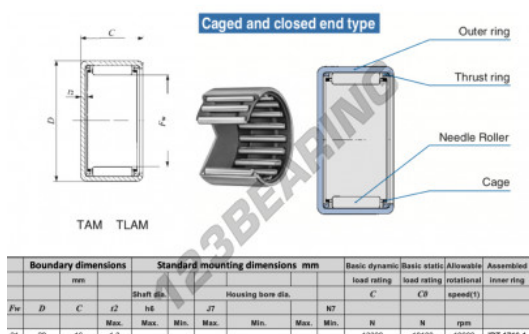 Caged and closed end type
C
Outer ring
Thrust ring
t2
D
Fw
Needle Roller
Cage
TAM TLAM
123BEARING
Boundary dimensions Standard mounting dimensions mm Basic dynamic Basic static Allowable Assembled
mm load rating load rating rotational inner ring
Shaft dia. Housing bore dia. C C0 speed(1)
Fw D C t2 h6 J7 N7
Max. Max. Min. Max. Min. Max. Min. N N rpm